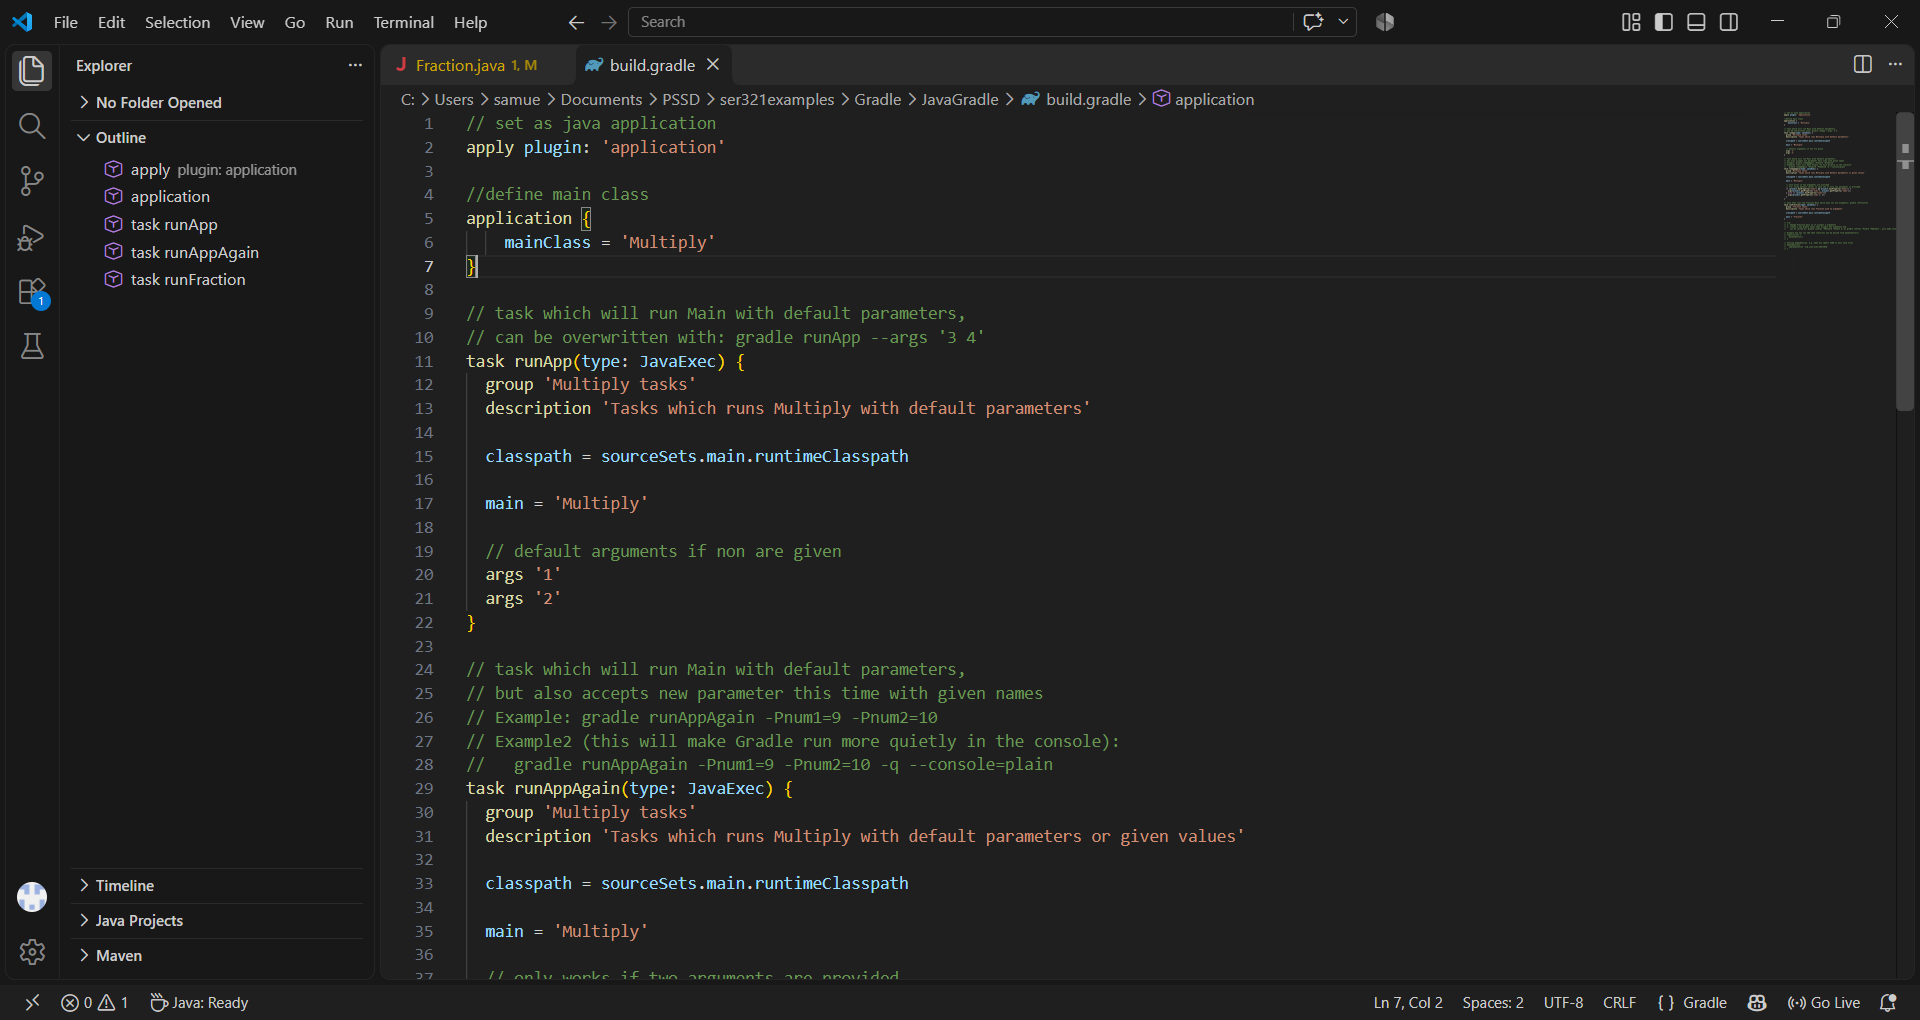 File Edit Selection View Go Run Terminal Help
Search
Explorer
No Folder Opened
Outline
apply plugin: application
application
task runApp
task runAppAgain
task runFraction
1
Timeline
Java Projects
Maven
Fraction.java 1, M
build.gradle
C: > Users > samue > Documents > PSSD > ser321examples > Gradle > JavaGradle > build.gradle > application
1 // set as java application
2 apply plugin: 'application'
3
4 //define main class
5 application {
6 mainClass = 'Multiply'
7 }
8
9 // task which will run Main with default parameters,
10 // can be overwritten with: gradle runApp --args '3 4'
11 task runApp(type: JavaExec) {
12 group 'Multiply tasks'
13 description 'Tasks which runs Multiply with default parameters'
14
15 classpath = sourceSets.main.runtimeClasspath
16
17 main = 'Multiply'
18
19 // default arguments if non are given
20 args '1'
21 args '2'
22 }
23
24 // task which will run Main with default parameters,
25 // but also accepts new parameter this time with given names
26 // Example: gradle runAppAgain -Pnum1=9 -Pnum2=10
27 // Example2 (this will make Gradle run more quietly in the console):
28 // gradle runAppAgain -Pnum1=9 -Pnum2=10 -q --console=plain
29 task runAppAgain(type: JavaExec) {
30 group 'Multiply tasks'
31 description 'Tasks which runs Multiply with default parameters or given values'
32
33 classpath = sourceSets.main.runtimeClasspath
34
35 main = 'Multiply'
36
37 // only works if two arguments are provided
0 1 Java: Ready
Ln 7, Col 2 Spaces: 2 UTF-8 CRLF { } Gradle Go Live